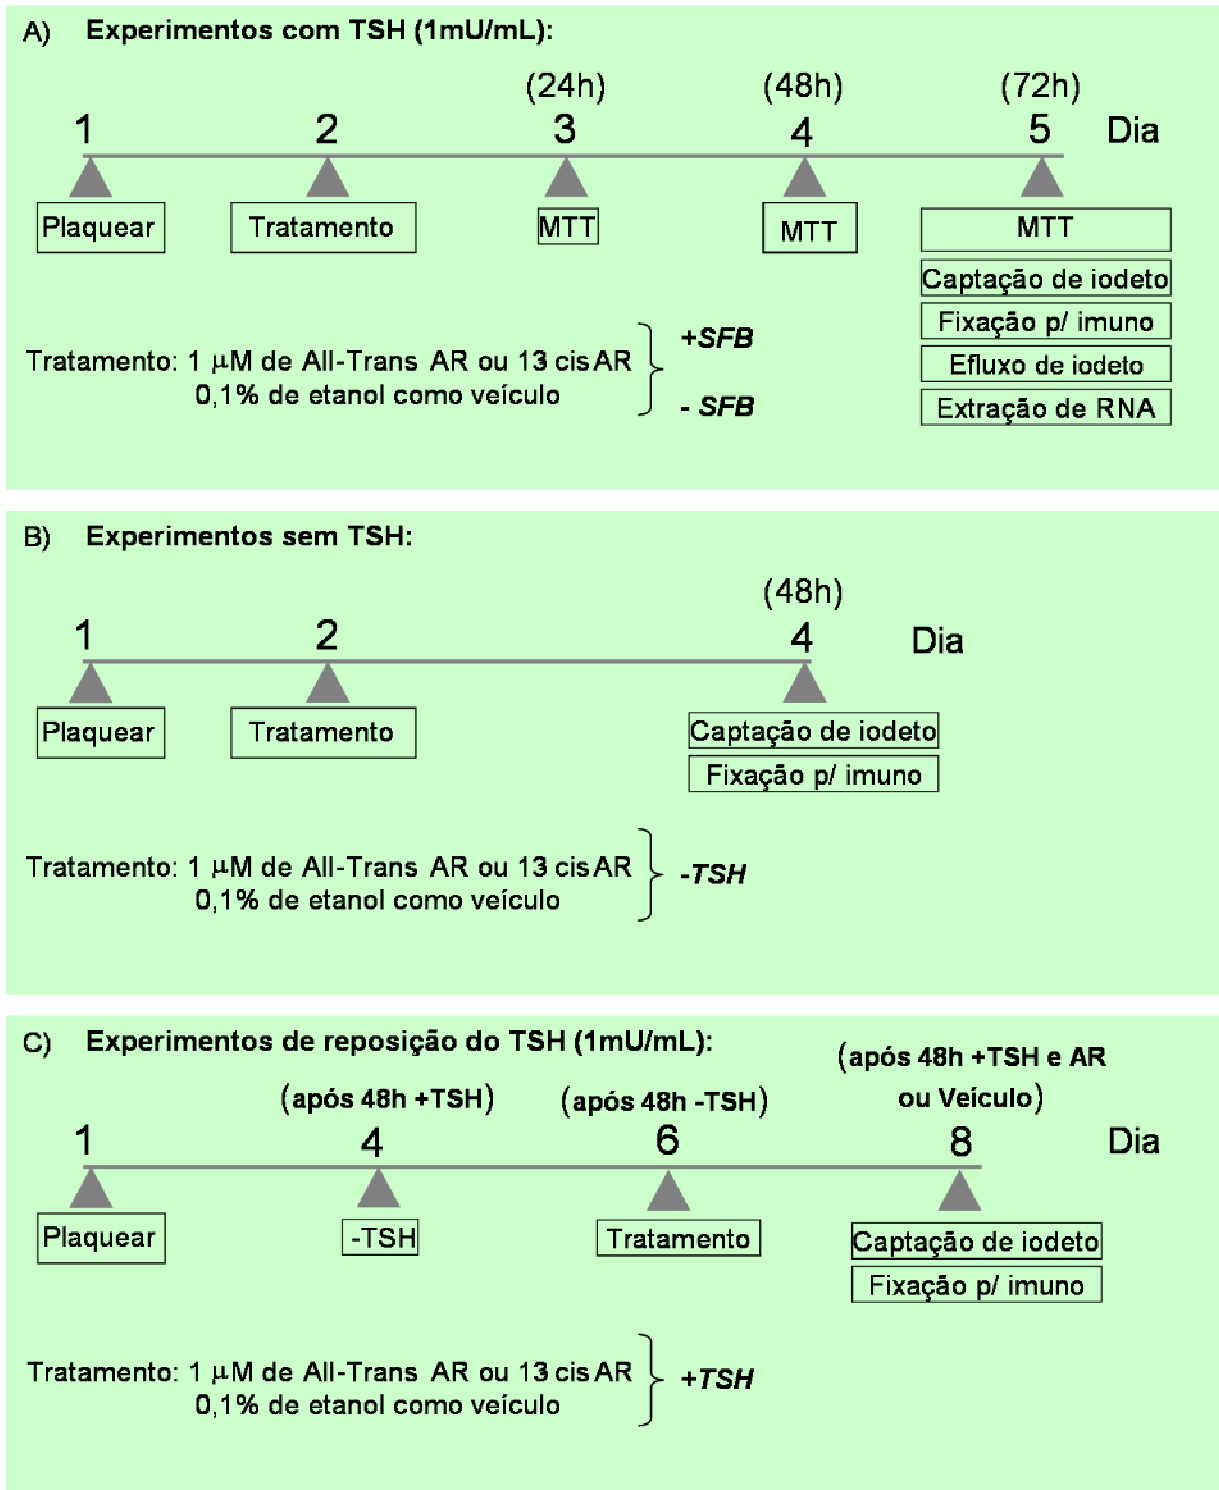 A) Experimentos com TSH (1mU/mL):
(24h) (48h) (72h)
1 2 3 4 5 Dia
Plaquear Tratamento MTT MTT MTT
Captação de iodeto
Fixação p/ imuno
Efluxo de iodeto
Extração de RNA
Tratamento: 1 μM de All-Trans AR ou 13 cis AR
0,1% de etanol como veículo
+SFB
- SFB
B) Experimentos sem TSH:
(48h)
1 2 4 Dia
Plaquear Tratamento Captação de iodeto
Fixação p/ imuno
Tratamento: 1 μM de All-Trans AR ou 13 cis AR
0,1% de etanol como veículo
-TSH
C) Experimentos de reposição do TSH (1mU/mL):
(após 48h +TSH) (após 48h -TSH) (após 48h +TSH e AR
ou Veículo)
1 4 6 8 Dia
Plaquear -TSH Tratamento Captação de iodeto
Fixação p/ imuno
Tratamento: 1 μM de All-Trans AR ou 13 cis AR
0,1% de etanol como veículo
+TSH